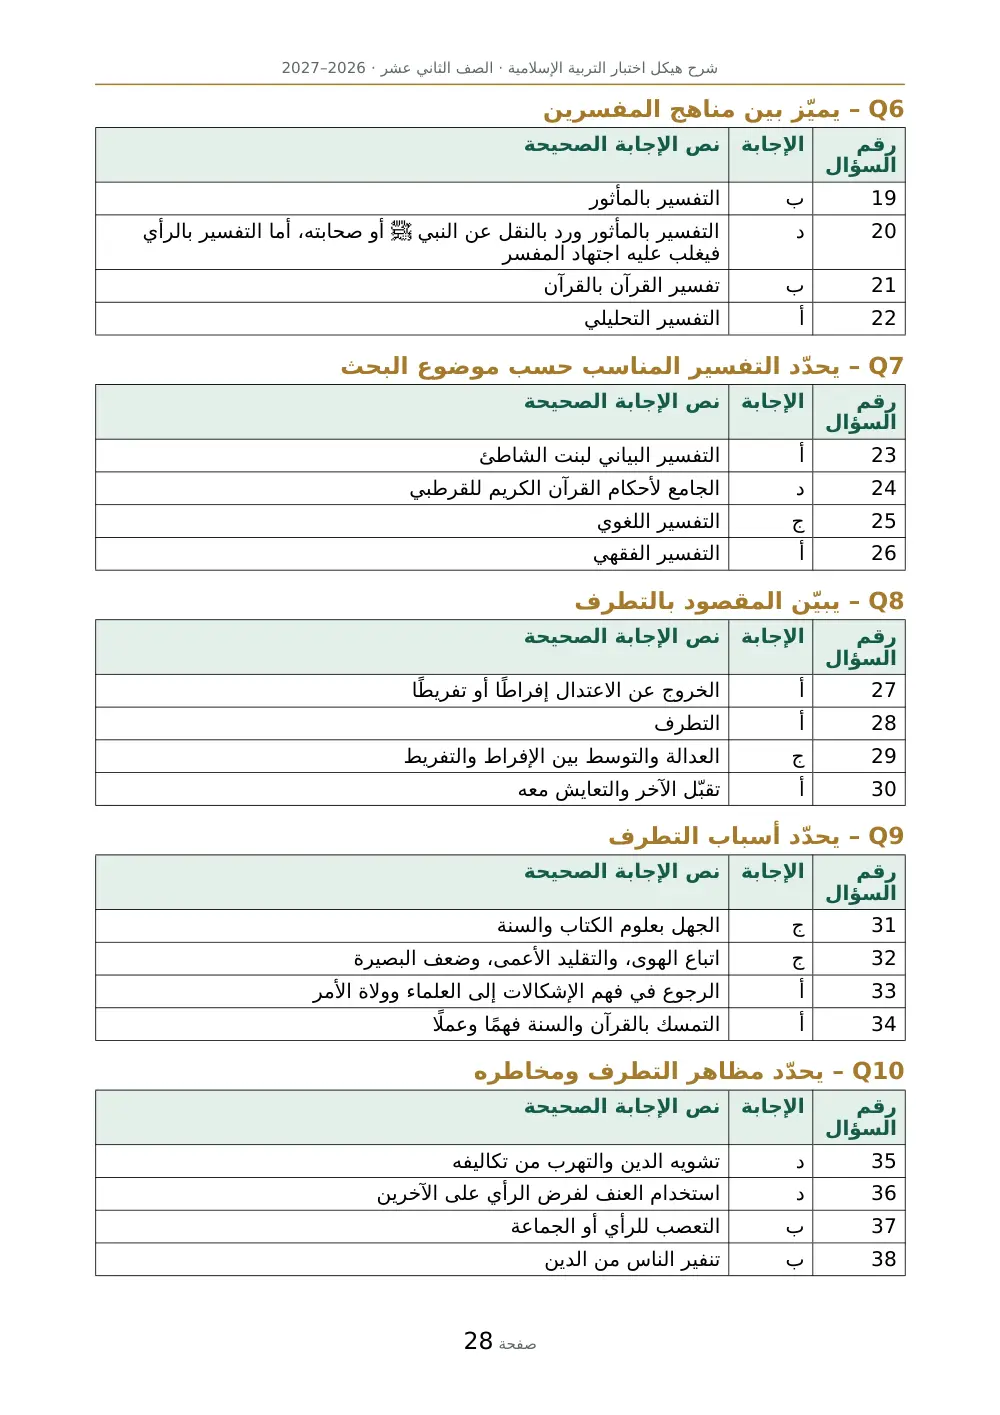 شرح هيكل اختبار التربية الإسلامية · الصف الثاني عشر · 2026–2027
Q6 – يميّز بين مناهج المفسرين
رقم السؤال | الإجابة | نص الإجابة الصحيحة
19 | ب | التفسير بالمأثور
20 | د | التفسير بالمأثور ورد بالنقل عن النبي ﷺ أو صحابته، أما التفسير بالرأي
فيغلب عليه اجتهاد المفسر
21 | ب | تفسير القرآن بالقرآن
22 | أ | التفسير التحليلي
Q7 – يحدّد التفسير المناسب حسب موضوع البحث
رقم السؤال | الإجابة | نص الإجابة الصحيحة
23 | أ | التفسير البياني لبنت الشاطئ
24 | د | الجامع لأحكام القرآن الكريم للقرطبي
25 | ج | التفسير اللغوي
26 | أ | التفسير الفقهي
Q8 – يبيّن المقصود بالتطرف
رقم السؤال | الإجابة | نص الإجابة الصحيحة
27 | أ | الخروج عن الاعتدال إفراطًا أو تفريطًا
28 | أ | التطرف
29 | ج | العدالة والتوسط بين الإفراط والتفريط
30 | أ | تقبّل الآخر والتعايش معه
Q9 – يحدّد أسباب التطرف
رقم السؤال | الإجابة | نص الإجابة الصحيحة
31 | ج | الجهل بعلوم الكتاب والسنة
32 | ج | اتباع الهوى، والتقليد الأعمى، وضعف البصيرة
33 | أ | الرجوع في فهم الإشكالات إلى العلماء وولاة الأمر
34 | أ | التمسك بالقرآن والسنة فهمًا وعملًا
Q10 – يحدّد مظاهر التطرف ومخاطره
رقم السؤال | الإجابة | نص الإجابة الصحيحة
35 | د | تشويه الدين والتهرب من تكاليفه
36 | د | استخدام العنف لفرض الرأي على الآخرين
37 | ب | التعصب للرأي أو الجماعة
38 | ب | تنفير الناس من الدين
صفحة 28